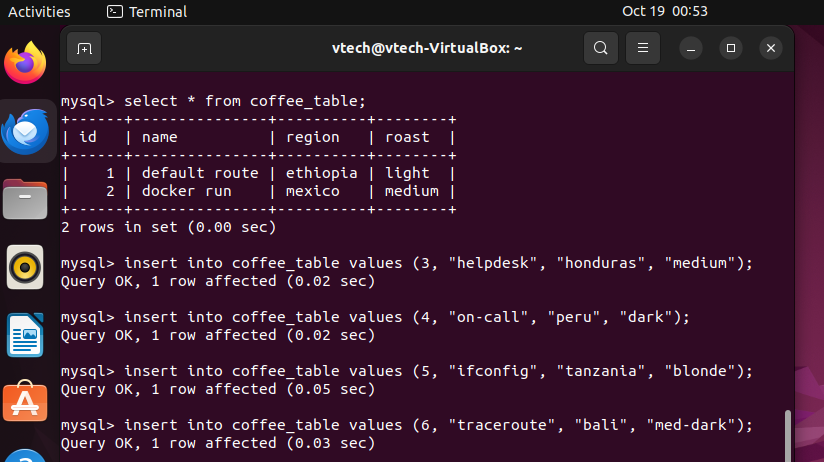 Activities Terminal Oct 19 00:53
vtech@vtech-VirtualBox: ~
mysql> select * from coffee_table;
+------+---------------+----------+--------+
| id   | name          | region   | roast  |
+------+---------------+----------+--------+
|    1 | default route | ethiopia | light  |
|    2 | docker run    | mexico   | medium |
+------+---------------+----------+--------+
2 rows in set (0.00 sec)
mysql> insert into coffee_table values (3, "helpdesk", "honduras", "medium");
Query OK, 1 row affected (0.02 sec)
mysql> insert into coffee_table values (4, "on-call", "peru", "dark");
Query OK, 1 row affected (0.02 sec)
mysql> insert into coffee_table values (5, "ifconfig", "tanzania", "blonde");
Query OK, 1 row affected (0.05 sec)
mysql> insert into coffee_table values (6, "traceroute", "bali", "med-dark");
Query OK, 1 row affected (0.03 sec)